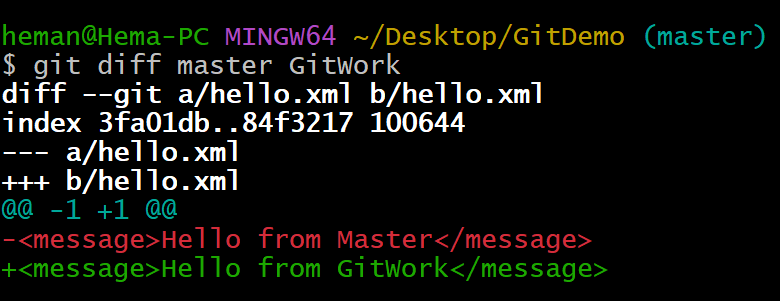 heman@Hema-PC MINGW64 ~/Desktop/GitDemo (master)
$ git diff master GitWork
diff --git a/hello.xml b/hello.xml
index 3fa01db..84f3217 100644
--- a/hello.xml
+++ b/hello.xml
@@ -1 +1 @@
-<message>Hello from Master</message>
+<message>Hello from GitWork</message>